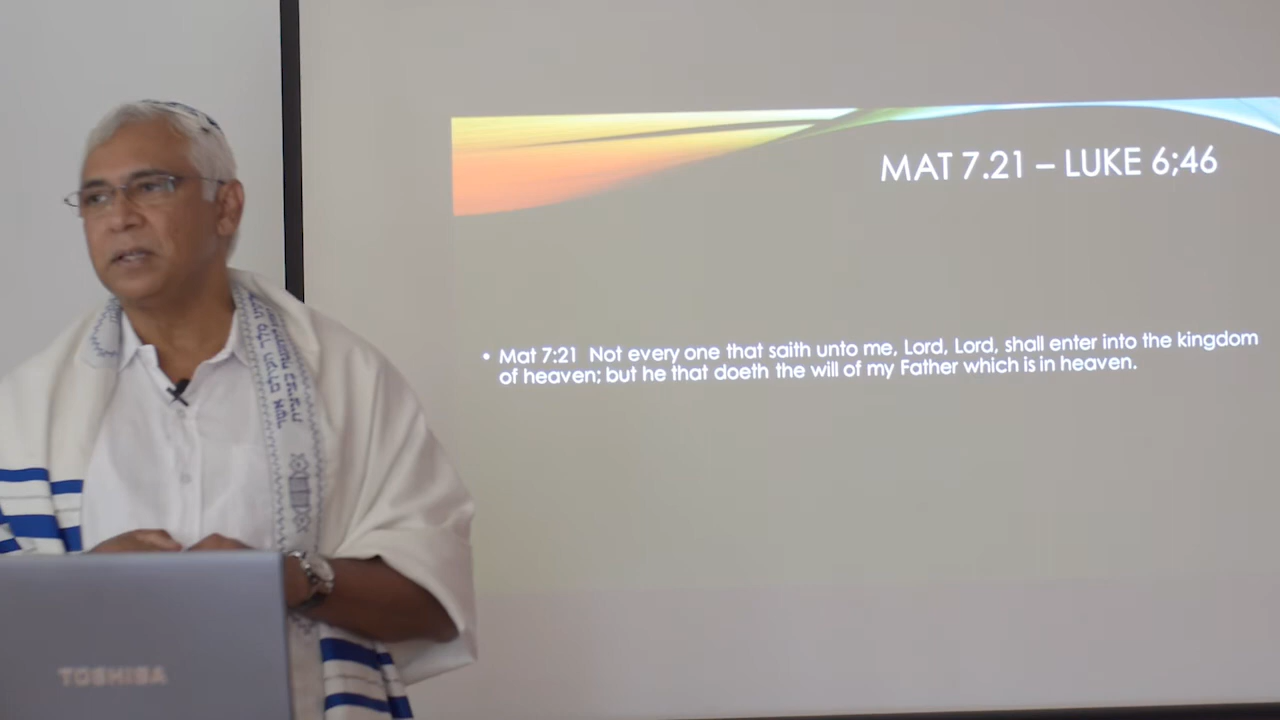 MAT 7.21 – LUKE 6;46
• Mat 7:21  Not every one that saith unto me, Lord, Lord, shall enter into the kingdom
of heaven; but he that doeth the will of my Father which is in heaven.
TOSHIBA